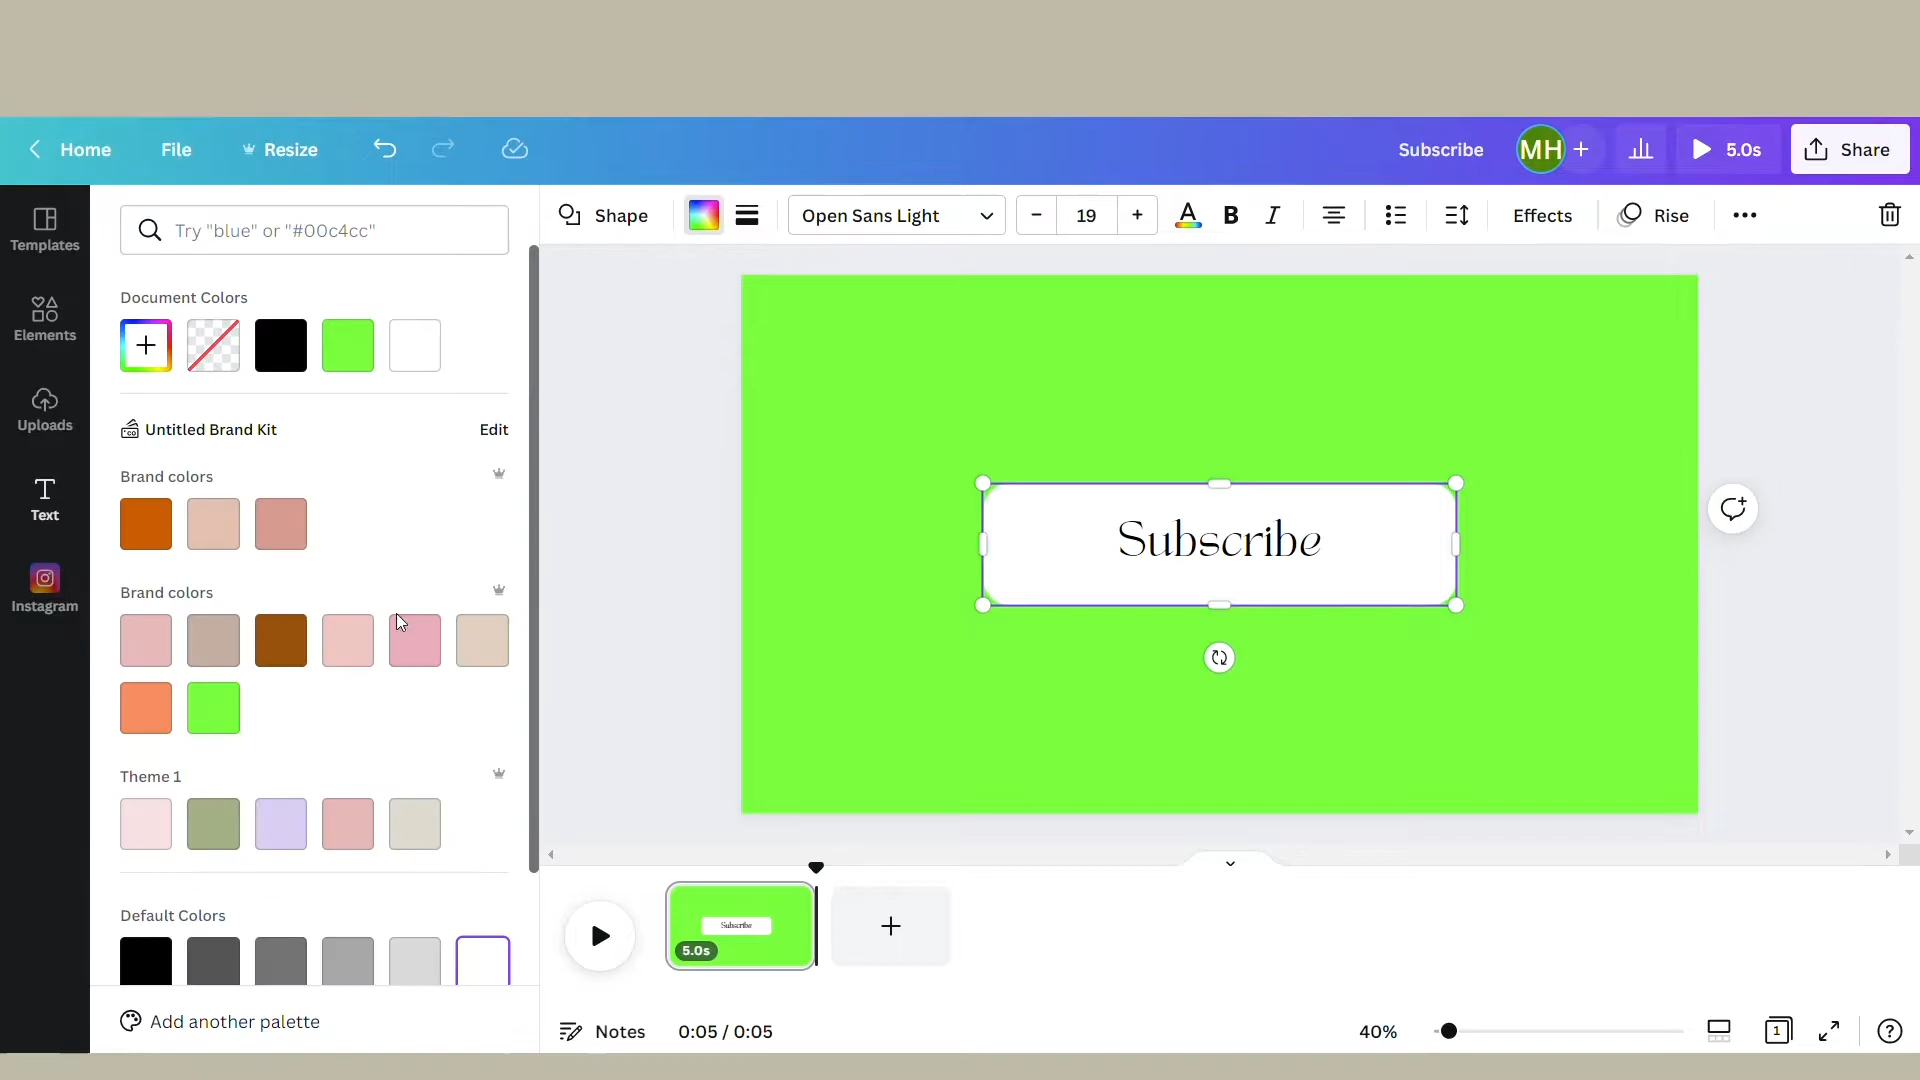 Home
File
Resize
Subscribe
MH
5.0s
Share
Templates
Elements
Uploads
Text
Instagram
Try "blue" or "#00c4cc"
Document Colors
Untitled Brand Kit
Edit
Brand colors
Brand colors
Theme 1
Default Colors
Add another palette
Shape
Open Sans Light
19
A
B
I
Effects
Rise
Subscribe
Subscribe
5.0s
Notes
0:05 / 0:05
40%
1